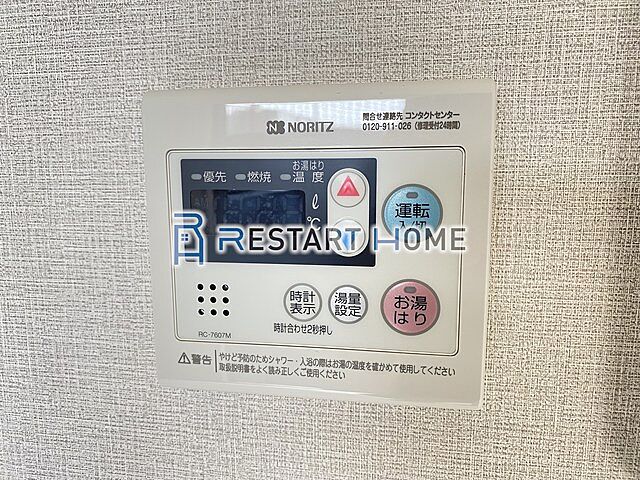 NORITZ
問合せ連絡先 コンタクトセンター
0120-911-026 (修理受付24時間)
お湯はり
優先 燃焼 温度
ℓ
℃
運転
入/切
RESTART HOME
時計
表示
湯量
設定
お湯
はり
時計合わせ2秒押し
RC-7607M
警告
やけど予防のためシャワー・入浴の際はお湯の温度を確かめて使用してください
取扱説明書をよく読み正しくご使用ください